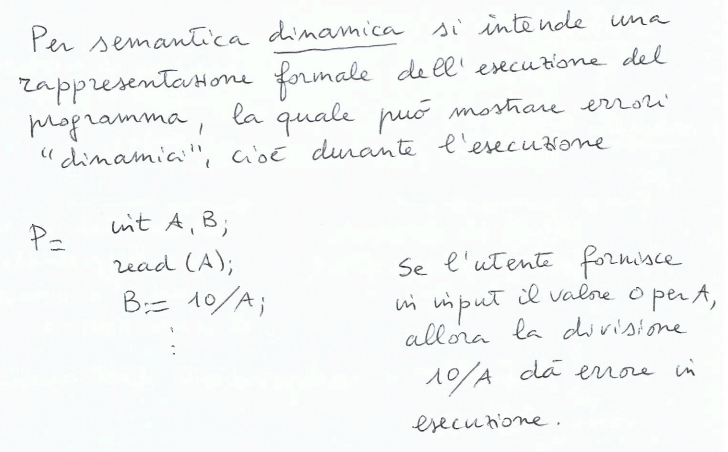 Per semantica dinamica si intende una
rappresentazione formale dell'esecuzione del
programma, la quale può mostrare errori
"dinamici", cioè durante l'esecuzione
P= int A, B;
read (A);
B:= 10/A;
⋮
Se l'utente fornisce
in input il valore 0 per A,
allora la divisione
10/A dà errore in
esecuzione.